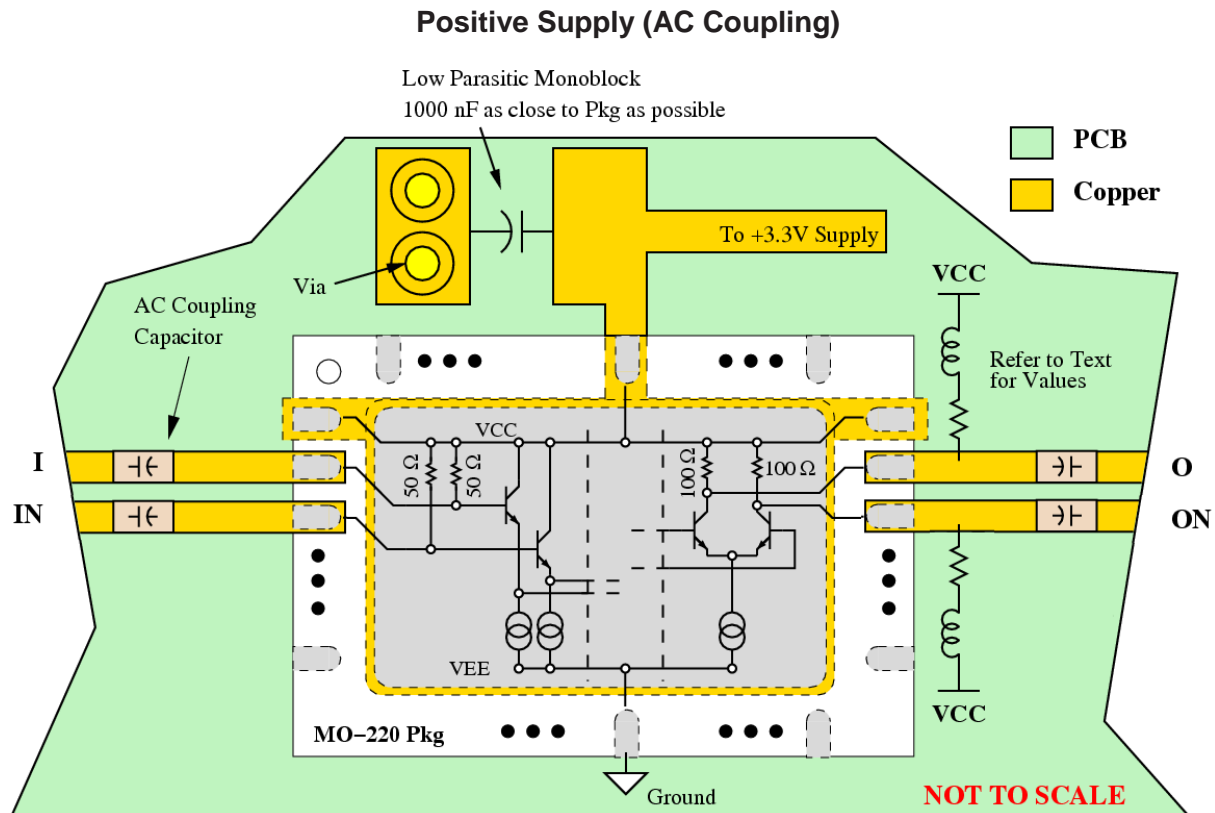 Positive Supply (AC Coupling)
Low Parasitic Monoblock
1000 nF as close to Pkg as possible
PCB
Copper
To +3.3V Supply
Via
VCC
AC Coupling
Capacitor
Refer to Text
for Values
VCC
50 Ω
50 Ω
100 Ω
100 Ω
I
O
IN
ON
VEE
VCC
MO−220 Pkg
Ground
NOT TO SCALE